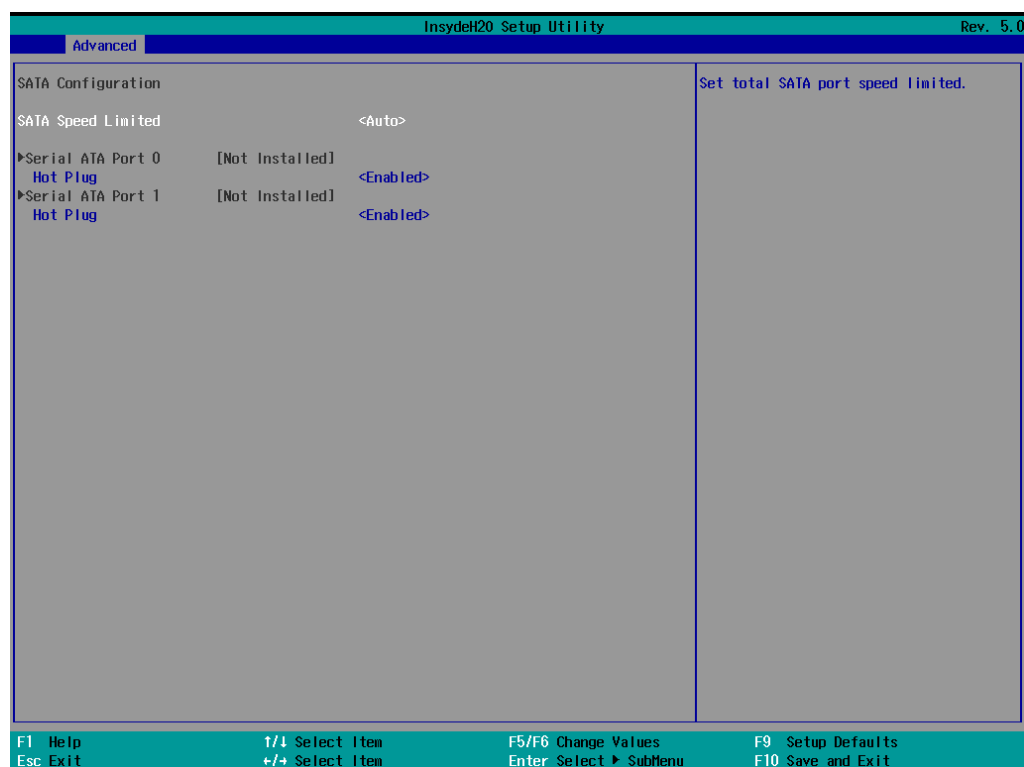 InsydeH20 Setup Utility Rev. 5.0
Advanced
SATA Configuration
Set total SATA port speed limited.
SATA Speed Limited <Auto>
▶Serial ATA Port 0 [Not Installed]
Hot Plug <Enabled>
▶Serial ATA Port 1 [Not Installed]
Hot Plug <Enabled>
F1 Help ↑/↓ Select Item F5/F6 Change Values F9 Setup Defaults
Esc Exit ←/→ Select Item Enter Select ▶ SubMenu F10 Save and Exit